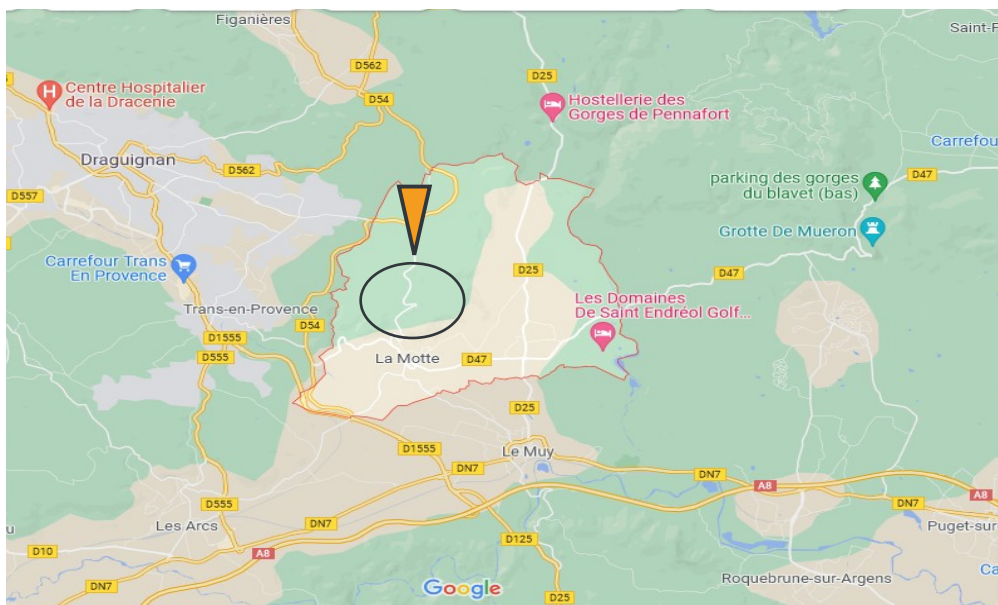 Figanières
Saint-F
D562
D54
D25
Centre Hospitalier
de la Dracenie
Hostellerie des
Gorges de Pennafort
Carrefou
Draguignan
D562
parking des gorges
du blavet (bas)
D47
D557
Grotte De Mueron
Carrefour Trans
En Provence
D25
D47
Les Domaines
De Saint Endréol Golf...
Trans-en-Provence
D54
D1555
D555
La Motte
D47
D25
D1555
Le Muy
DN7
DN7
DN7
A8
A8
D555
Les Arcs
DN7
DN7
Puget-sur
u
D10
A8
D125
Ca
DN7
Google
Roquebrune-sur-Argens
D25